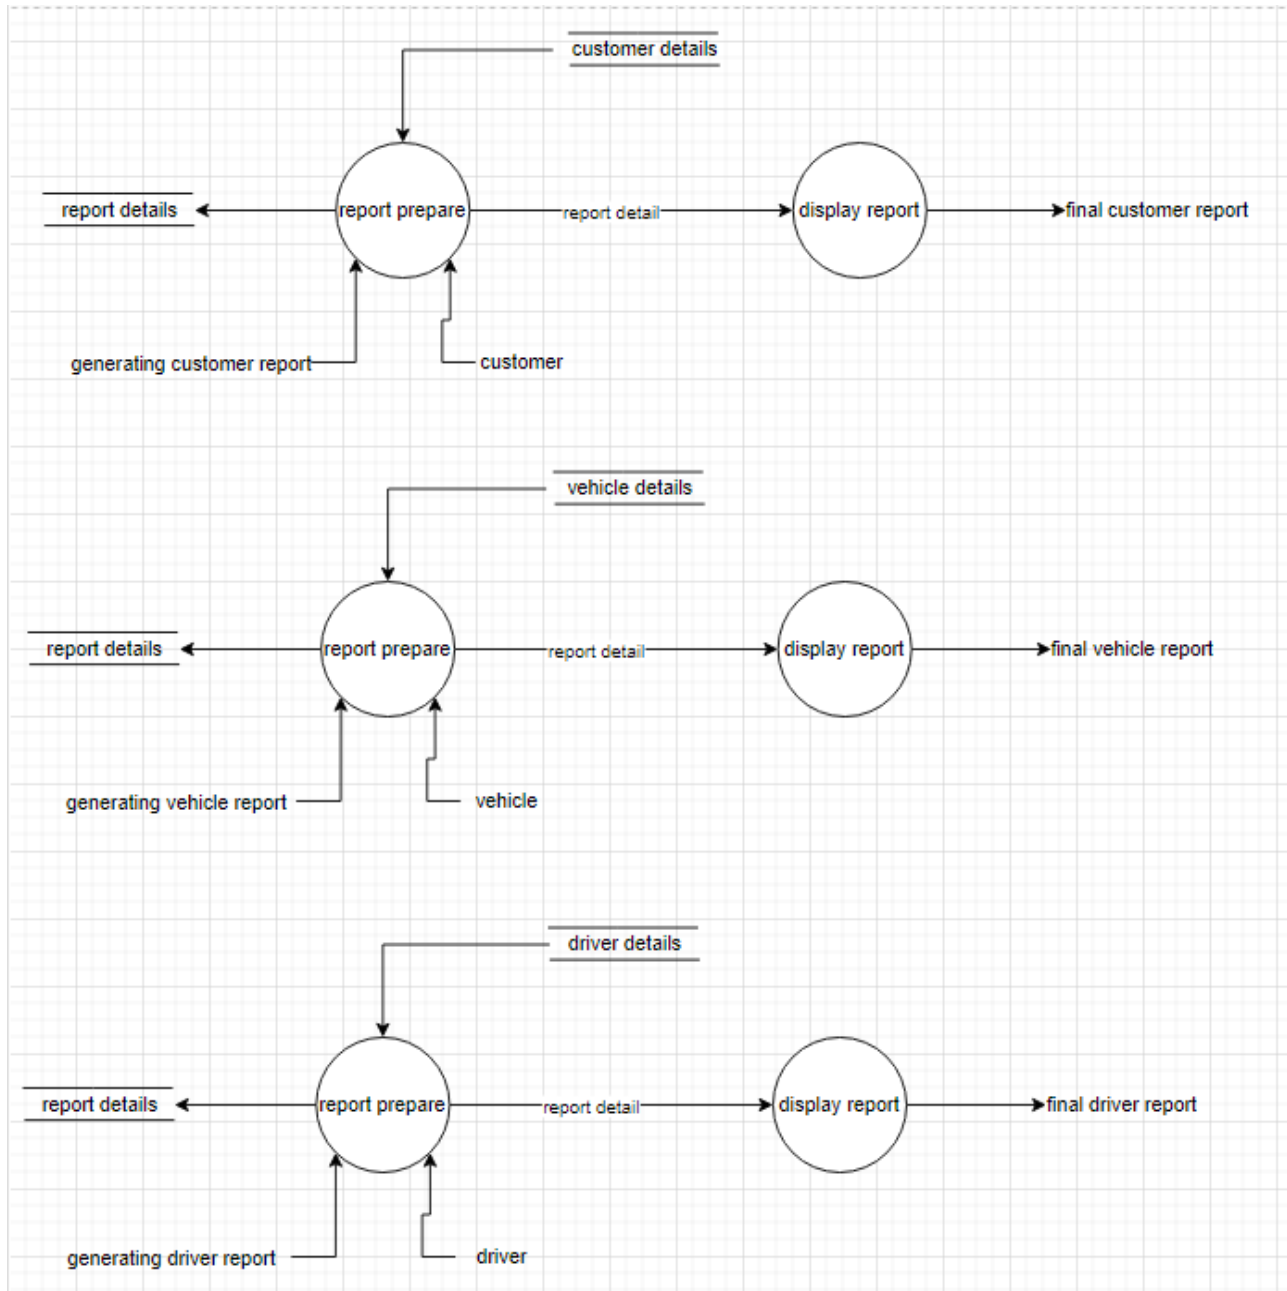 customer details
report details
report prepare
report detail
display report
final customer report
generating customer report
customer
vehicle details
report details
report prepare
report detail
display report
final vehicle report
generating vehicle report
vehicle
driver details
report details
report prepare
report detail
display report
final driver report
generating driver report
driver